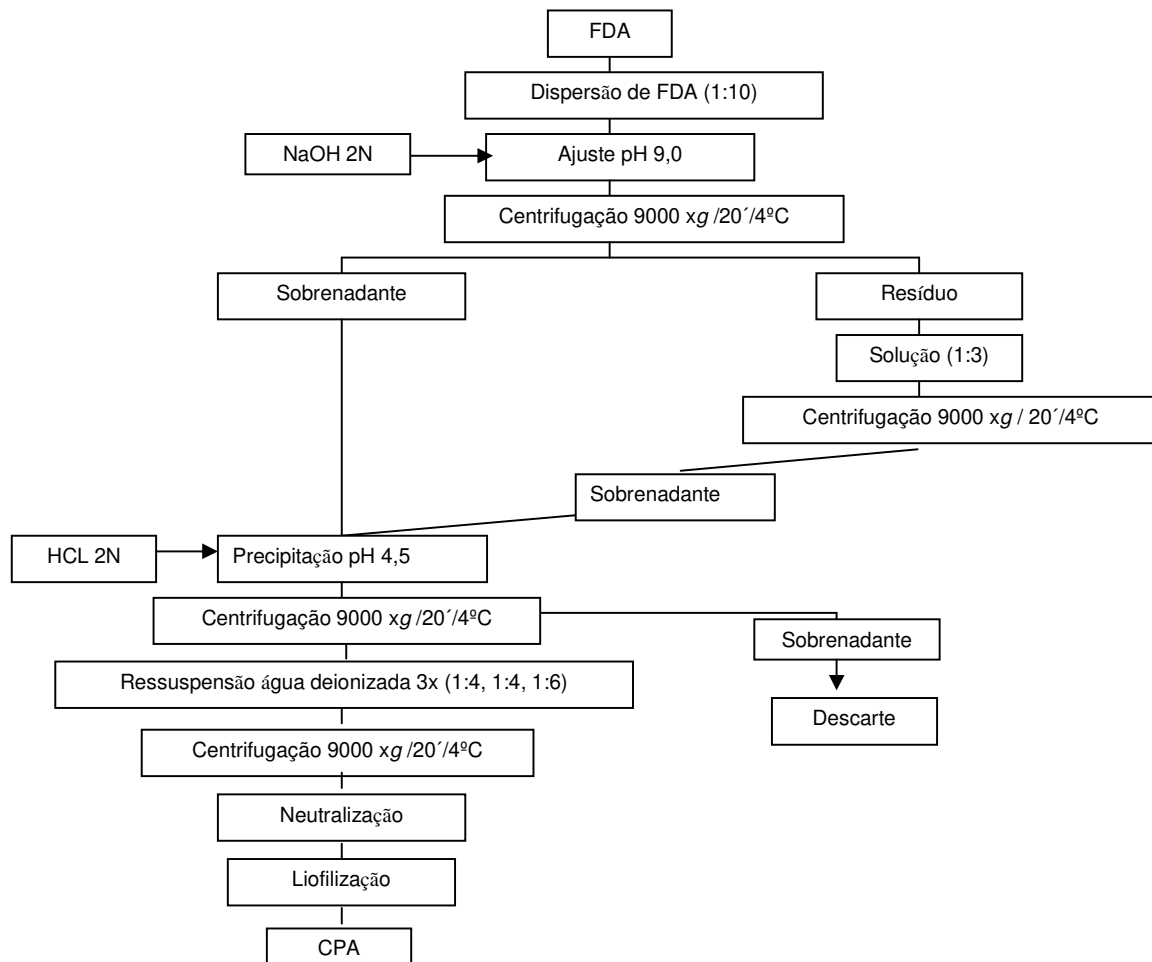 FDA
Dispersão de FDA (1:10)
NaOH 2N
Ajuste pH 9,0
Centrifugação 9000 xg /20´/4ºC
Sobrenadante
Resíduo
Solução (1:3)
Centrifugação 9000 xg / 20´/4ºC
Sobrenadante
HCL 2N
Precipitação pH 4,5
Centrifugação 9000 xg /20´/4ºC
Sobrenadante
Ressuspensão água deionizada 3x (1:4, 1:4, 1:6)
Descarte
Centrifugação 9000 xg /20´/4ºC
Neutralização
Liofilização
CPA